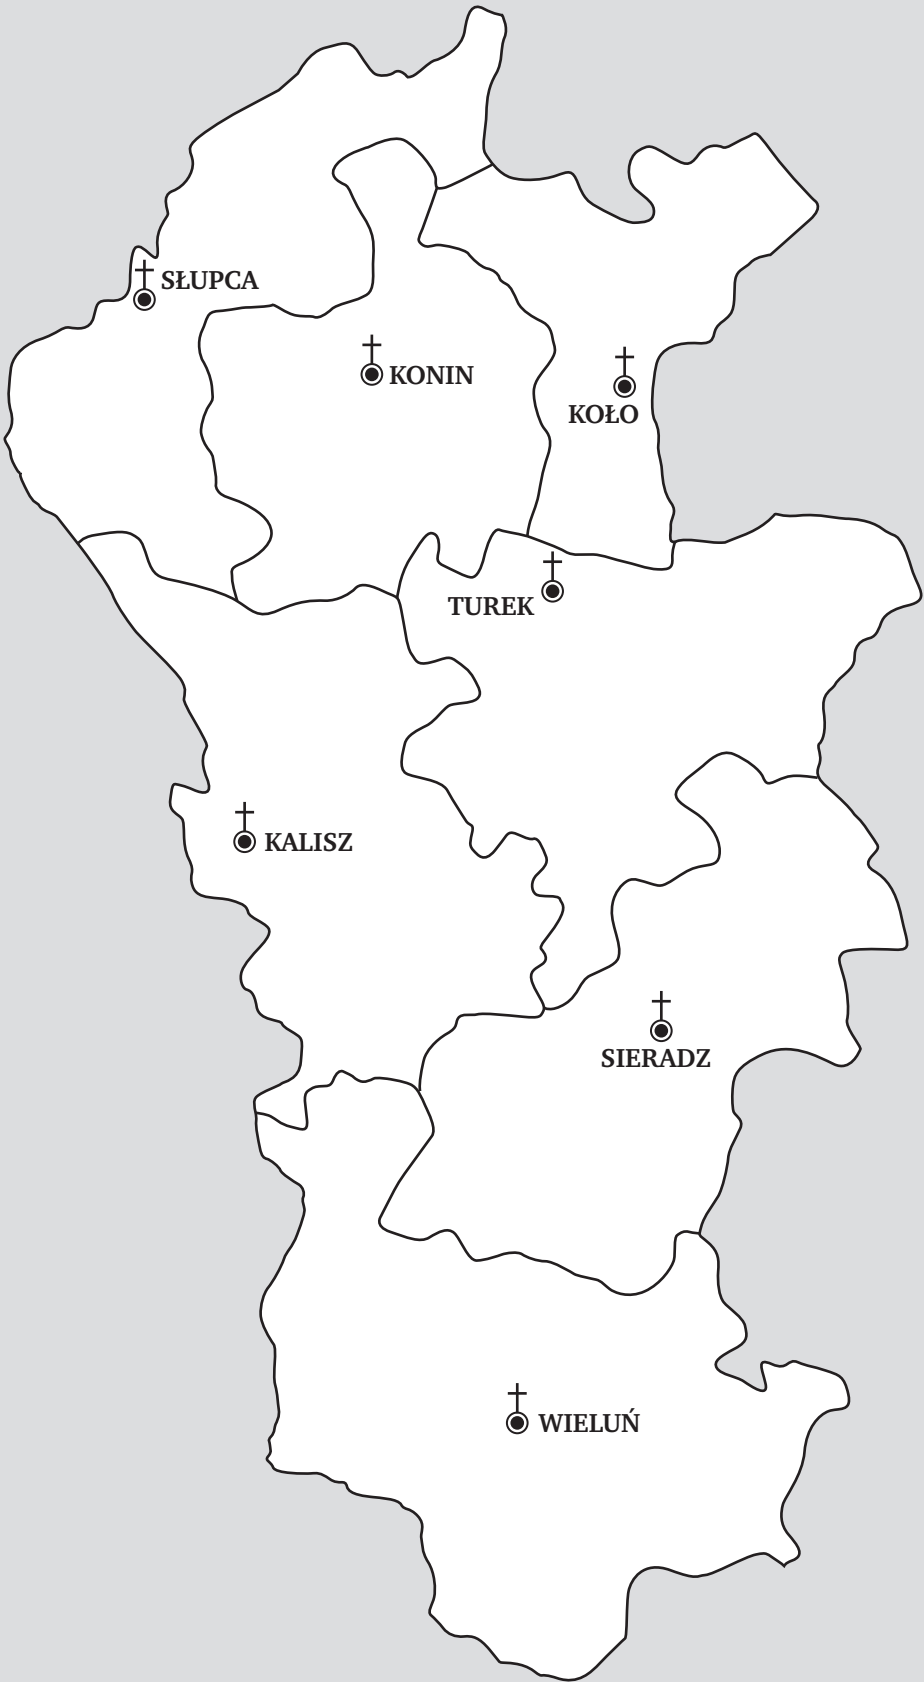 SŁUPCA
KONIN
KOŁO
TUREK
KALISZ
SIERADZ
WIELUŃ